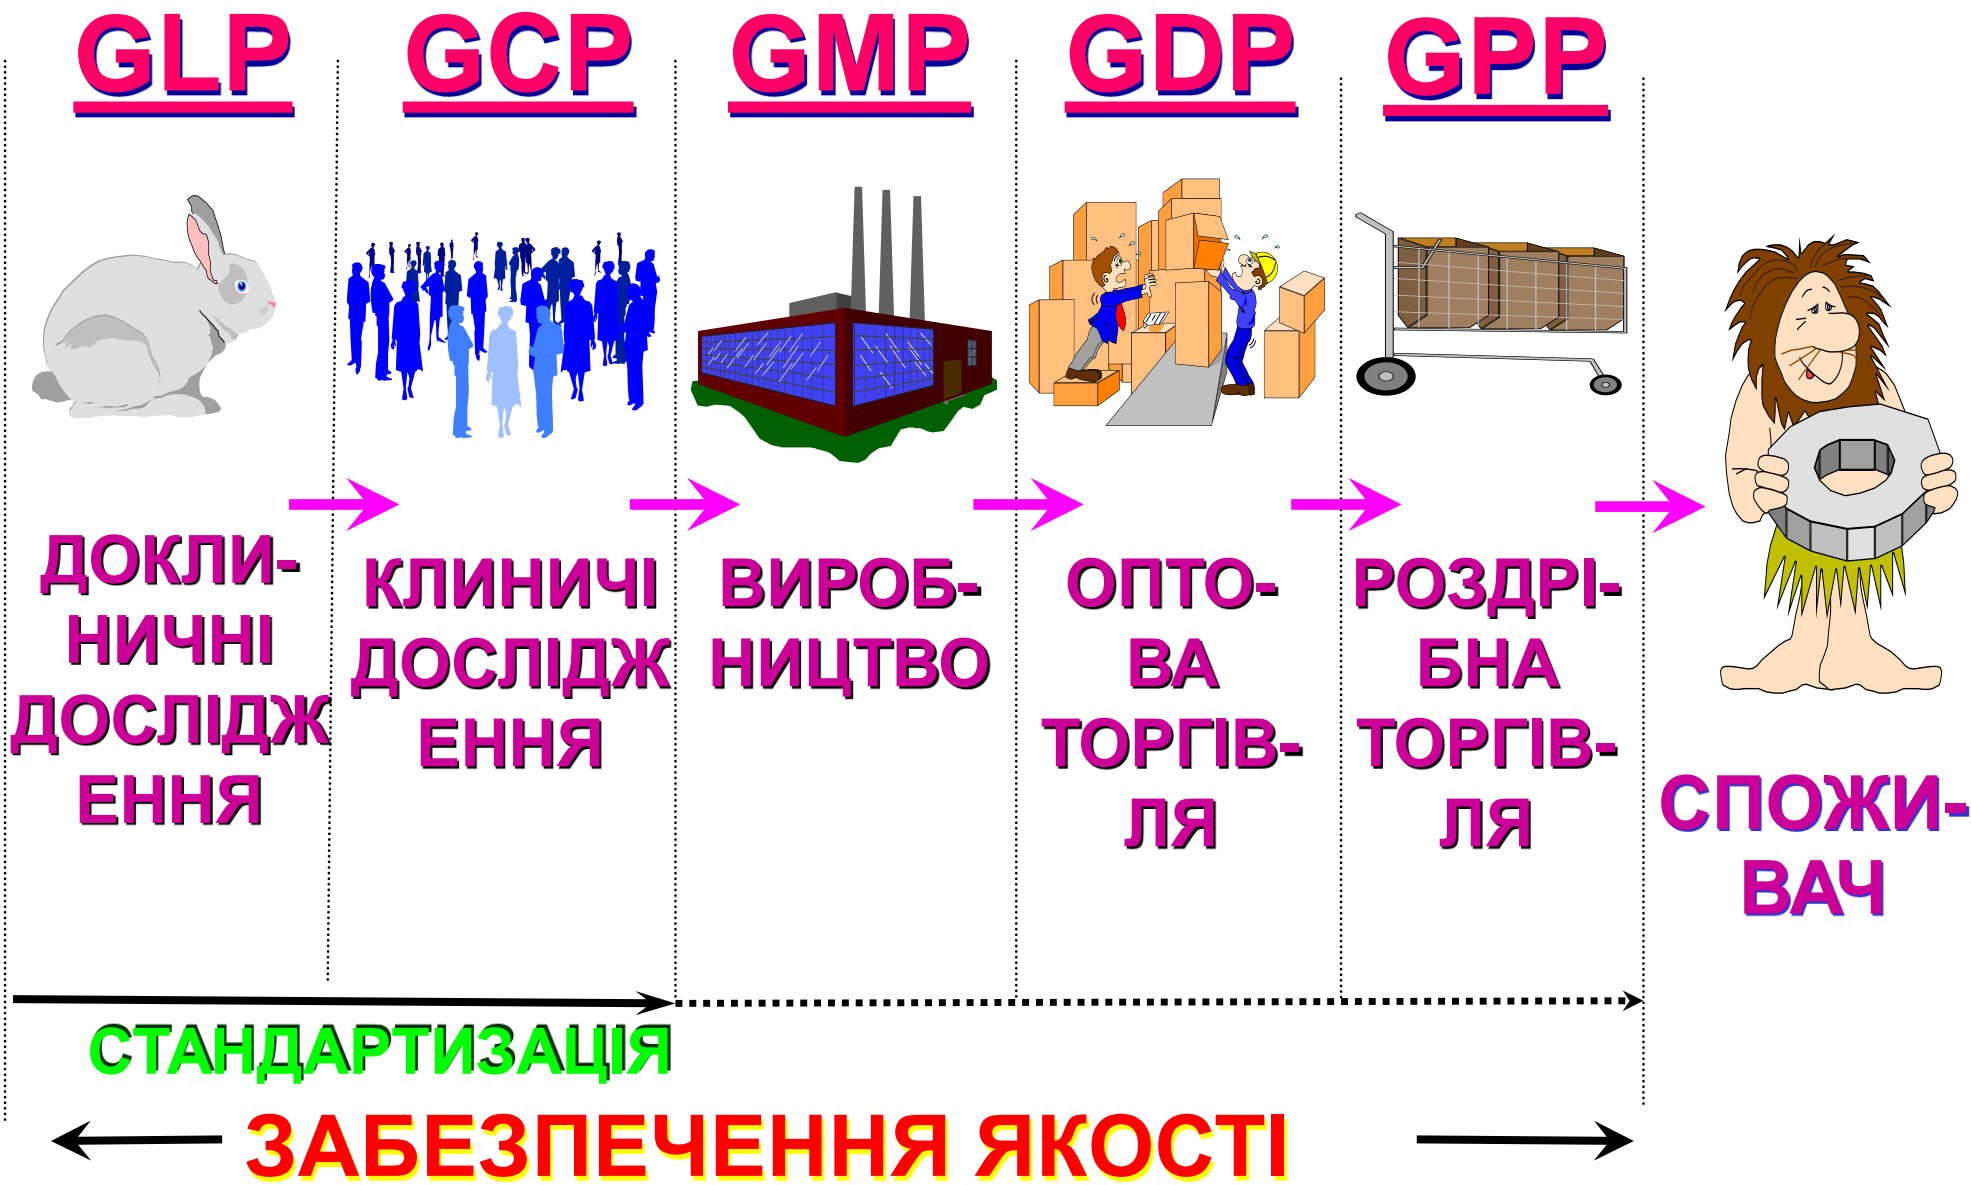 GLP
GCP
GMP
GDP
GPP
ДОКЛИ-
НИЧНІ
ДОСЛІДЖ
ЕННЯ
КЛИНИЧІ
ДОСЛІДЖ
ЕННЯ
ВИРОБ-
НИЦТВО
ОПТО-
ВА
ТОРГІВ-
ЛЯ
РОЗДРІ-
БНА
ТОРГІВ-
ЛЯ
СПОЖИ-
ВАЧ
СТАНДАРТИЗАЦІЯ
ЗАБЕЗПЕЧЕННЯ ЯКОСТІ